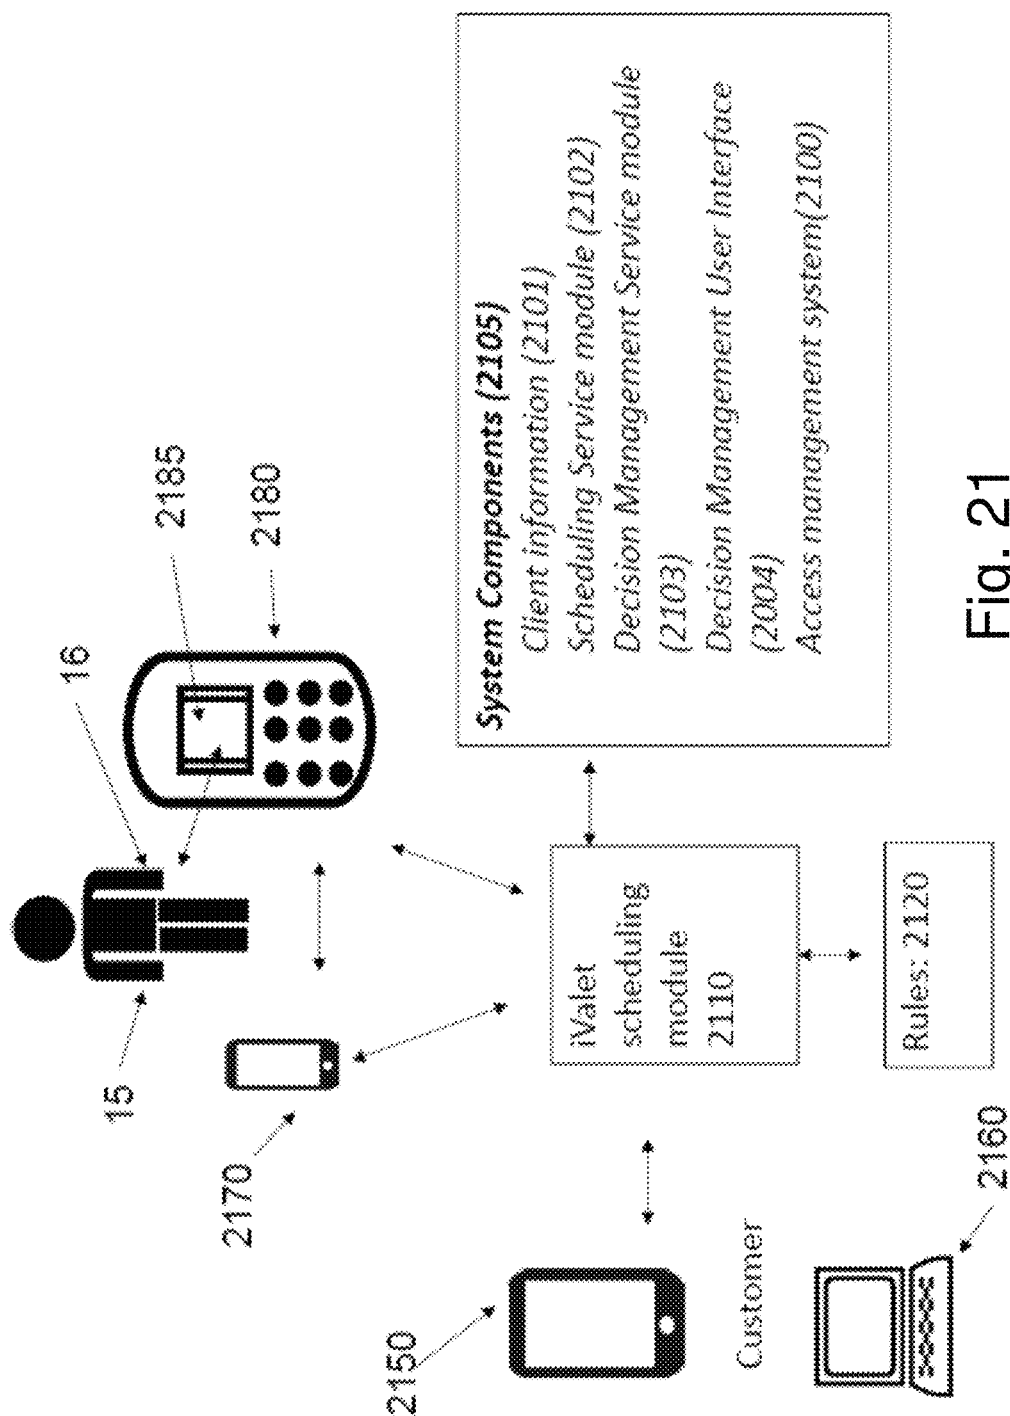 15
16
2185
2180
2170
2150
Customer
2160
iValet
scheduling
module
2110
Rules: 2120
System Components (2105)
Client information (2101)
Scheduling Service module (2102)
Decision Management Service module
(2103)
Decision Management User Interface
(2004)
Access management system(2100)
Fig. 21